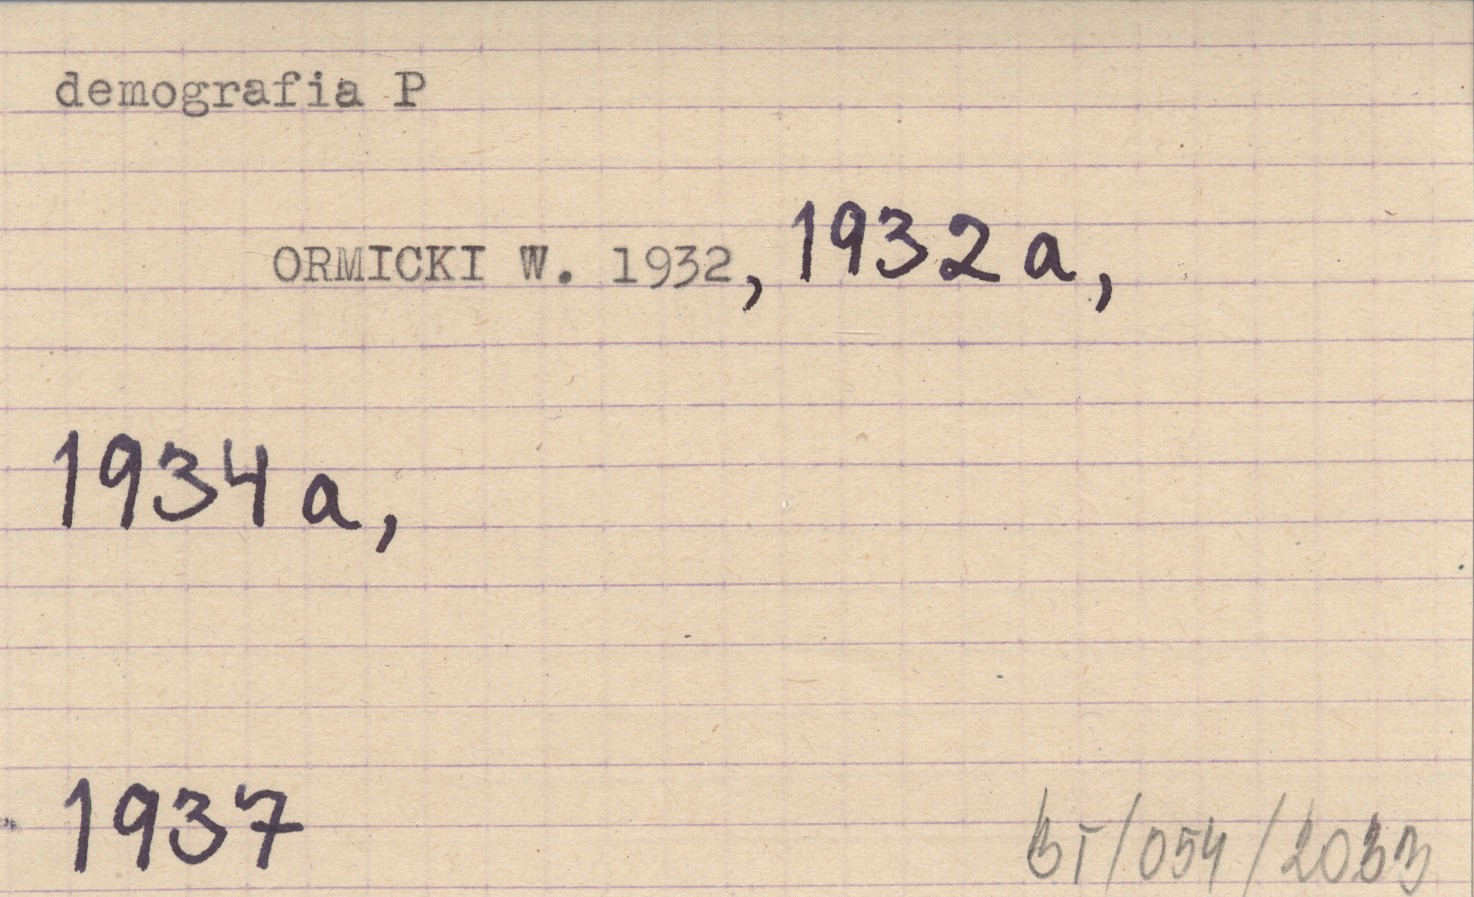 demografia P
ORMICKI W. 1932, 1932a,
1934a,
1937
BI/054/2033